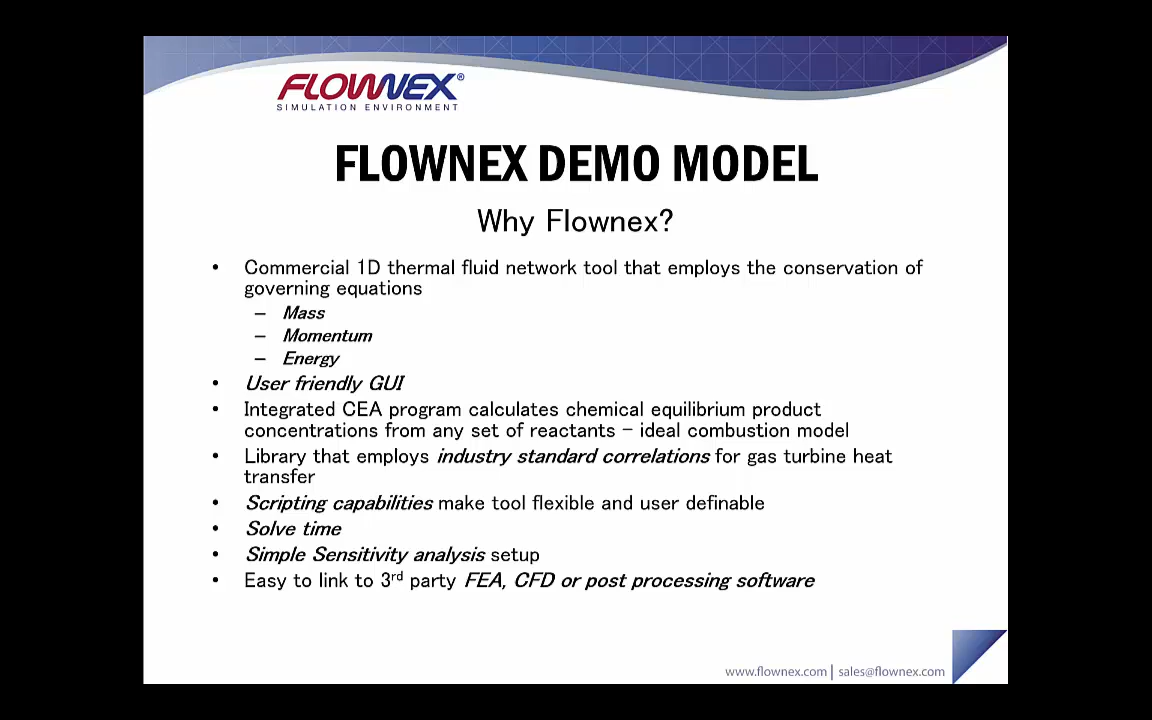 FLOWNEX®
SIMULATION ENVIRONMENT
FLOWNEX DEMO MODEL
Why Flownex?
• Commercial 1D thermal fluid network tool that employs the conservation of
governing equations
– Mass
– Momentum
– Energy
• User friendly GUI
• Integrated CEA program calculates chemical equilibrium product
concentrations from any set of reactants – ideal combustion model
• Library that employs industry standard correlations for gas turbine heat
transfer
• Scripting capabilities make tool flexible and user definable
• Solve time
• Simple Sensitivity analysis setup
• Easy to link to 3rd party FEA, CFD or post processing software
www.flownex.com | sales@flownex.com